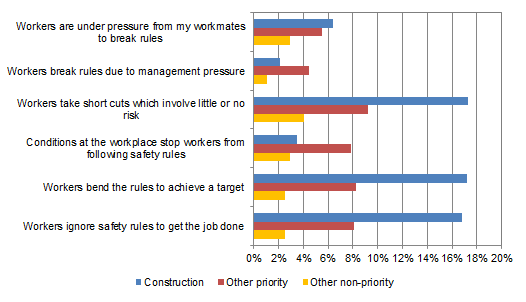 Workers are under pressure from my workmates
to break rules
Workers break rules due to management pressure
Workers take short cuts which involve little or no
risk
Conditions at the workplace stop workers from
following safety rules
Workers bend the rules to achieve a target
Workers ignore safety rules to get the job done
0% 2% 4% 6% 8% 10% 12% 14% 16% 18% 20%
Construction Other priority Other non-priority